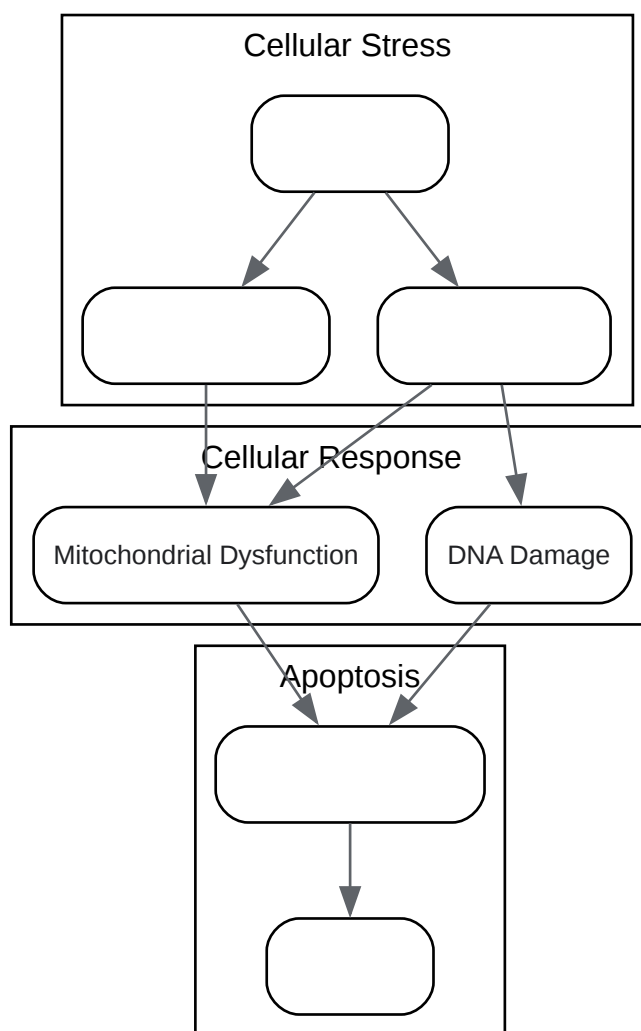 Cellular Stress
Cellular Response
Mitochondrial Dysfunction
DNA Damage
Apoptosis